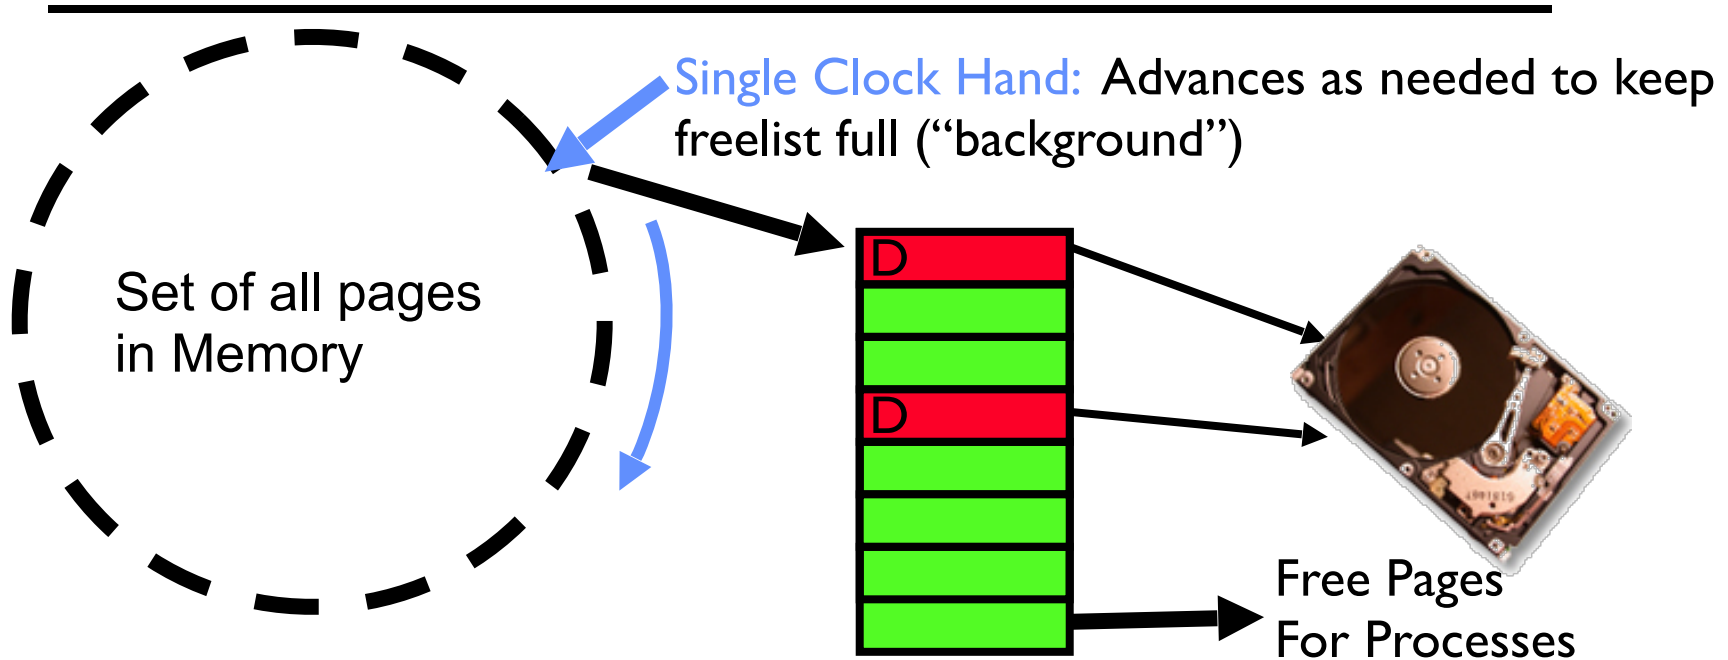 Single Clock Hand: Advances as needed to keep
freelist full (“background”)
Set of all pages
in Memory
D
D
Free Pages
For Processes